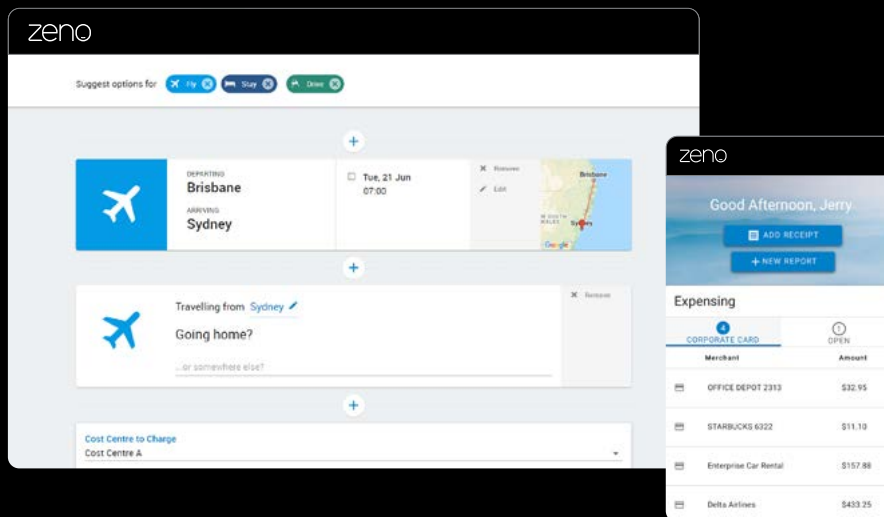 zeno
Suggest options for Fly Stay Drive
DEPARTING
Brisbane
ARRIVING
Sydney
Tue, 21 Jun
07:00
Remove
Edit
Brisbane
Sydney
Google
Travelling from Sydney
Going home?
...or somewhere else?
Remove
Cost Centre to Charge
Cost Centre A
zeno
Good Afternoon, Jerry
ADD RECEIPT
+ NEW REPORT
Expensing
4
CORPORATE CARD
1
OPEN
Merchant Amount
OFFICE DEPOT 2313 $32.95
STARBUCKS 6322 $11.10
Enterprise Car Rental $157.88
Delta Airlines $433.25